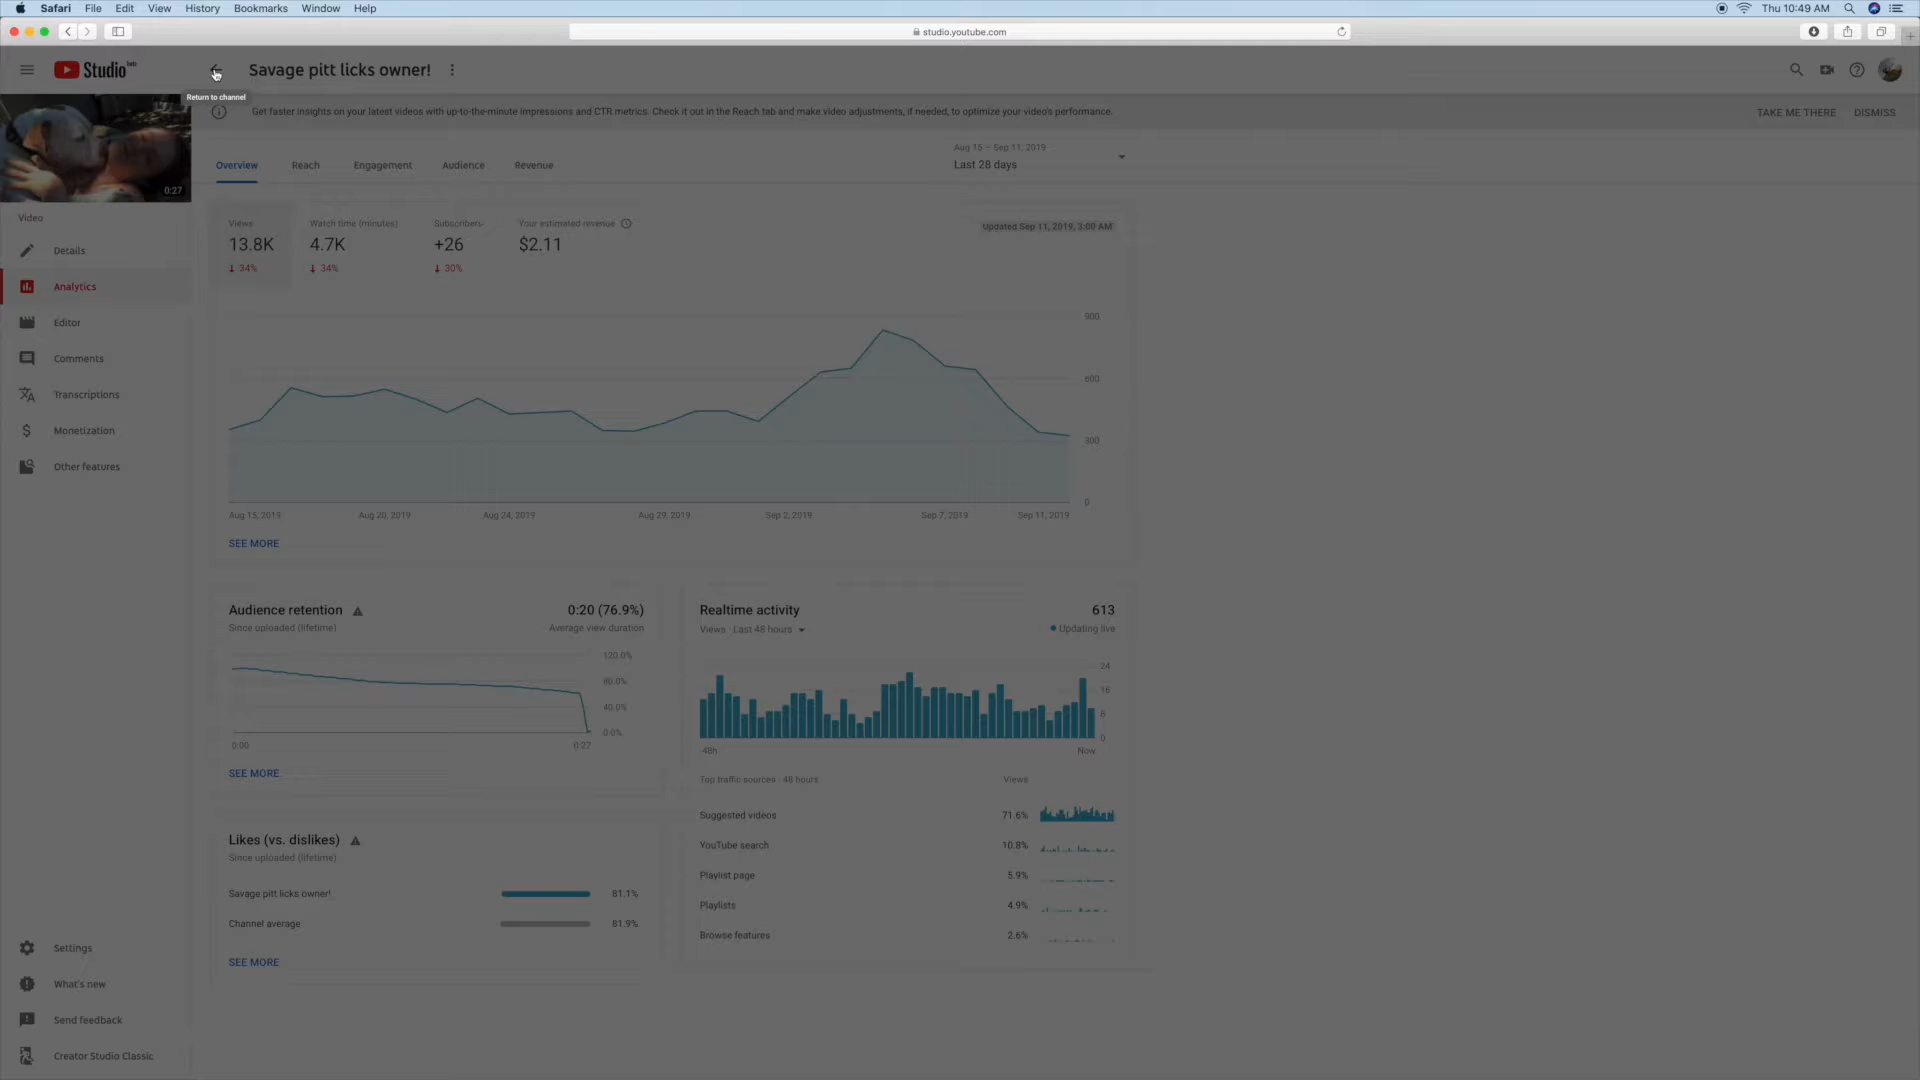 Safari File Edit View History Bookmarks Window Help Thu 10:49 AM
studio.youtube.com
Studio beta Savage pitt licks owner!
Return to channel
Get faster insights on your latest videos with up-to-the-minute impressions and CTR metrics. Check it out in the Reach tab and make video adjustments, if needed, to optimize your video's performance. TAKE ME THERE DISMISS
0:27
Overview Reach Engagement Audience Revenue
Aug 15 – Sep 11, 2019
Last 28 days
Video
Details
Analytics
Editor
Comments
Transcriptions
Monetization
Other features
Settings
What's new
Send feedback
Creator Studio Classic
Views Watch time (minutes) Subscribers Your estimated revenue
13.8K 4.7K +26 $2.11
34% 34% 30%
Updated Sep 11, 2019, 3:00 AM
900
600
300
0
Aug 15, 2019 Aug 20, 2019 Aug 24, 2019 Aug 29, 2019 Sep 2, 2019 Sep 7, 2019 Sep 11, 2019
SEE MORE
Audience retention 0:20 (76.9%)
Since uploaded (lifetime) Average view duration
120.0%
80.0%
40.0%
0.0%
0:00 0:27
SEE MORE
Likes (vs. dislikes)
Since uploaded (lifetime)
Savage pitt licks owner! 81.1%
Channel average 81.9%
SEE MORE
Realtime activity 613
Views · Last 48 hours Updating live
24
16
8
0
48h Now
Top traffic sources · 48 hours Views
Suggested videos 71.6%
YouTube search 10.8%
Playlist page 5.9%
Playlists 4.9%
Browse features 2.6%